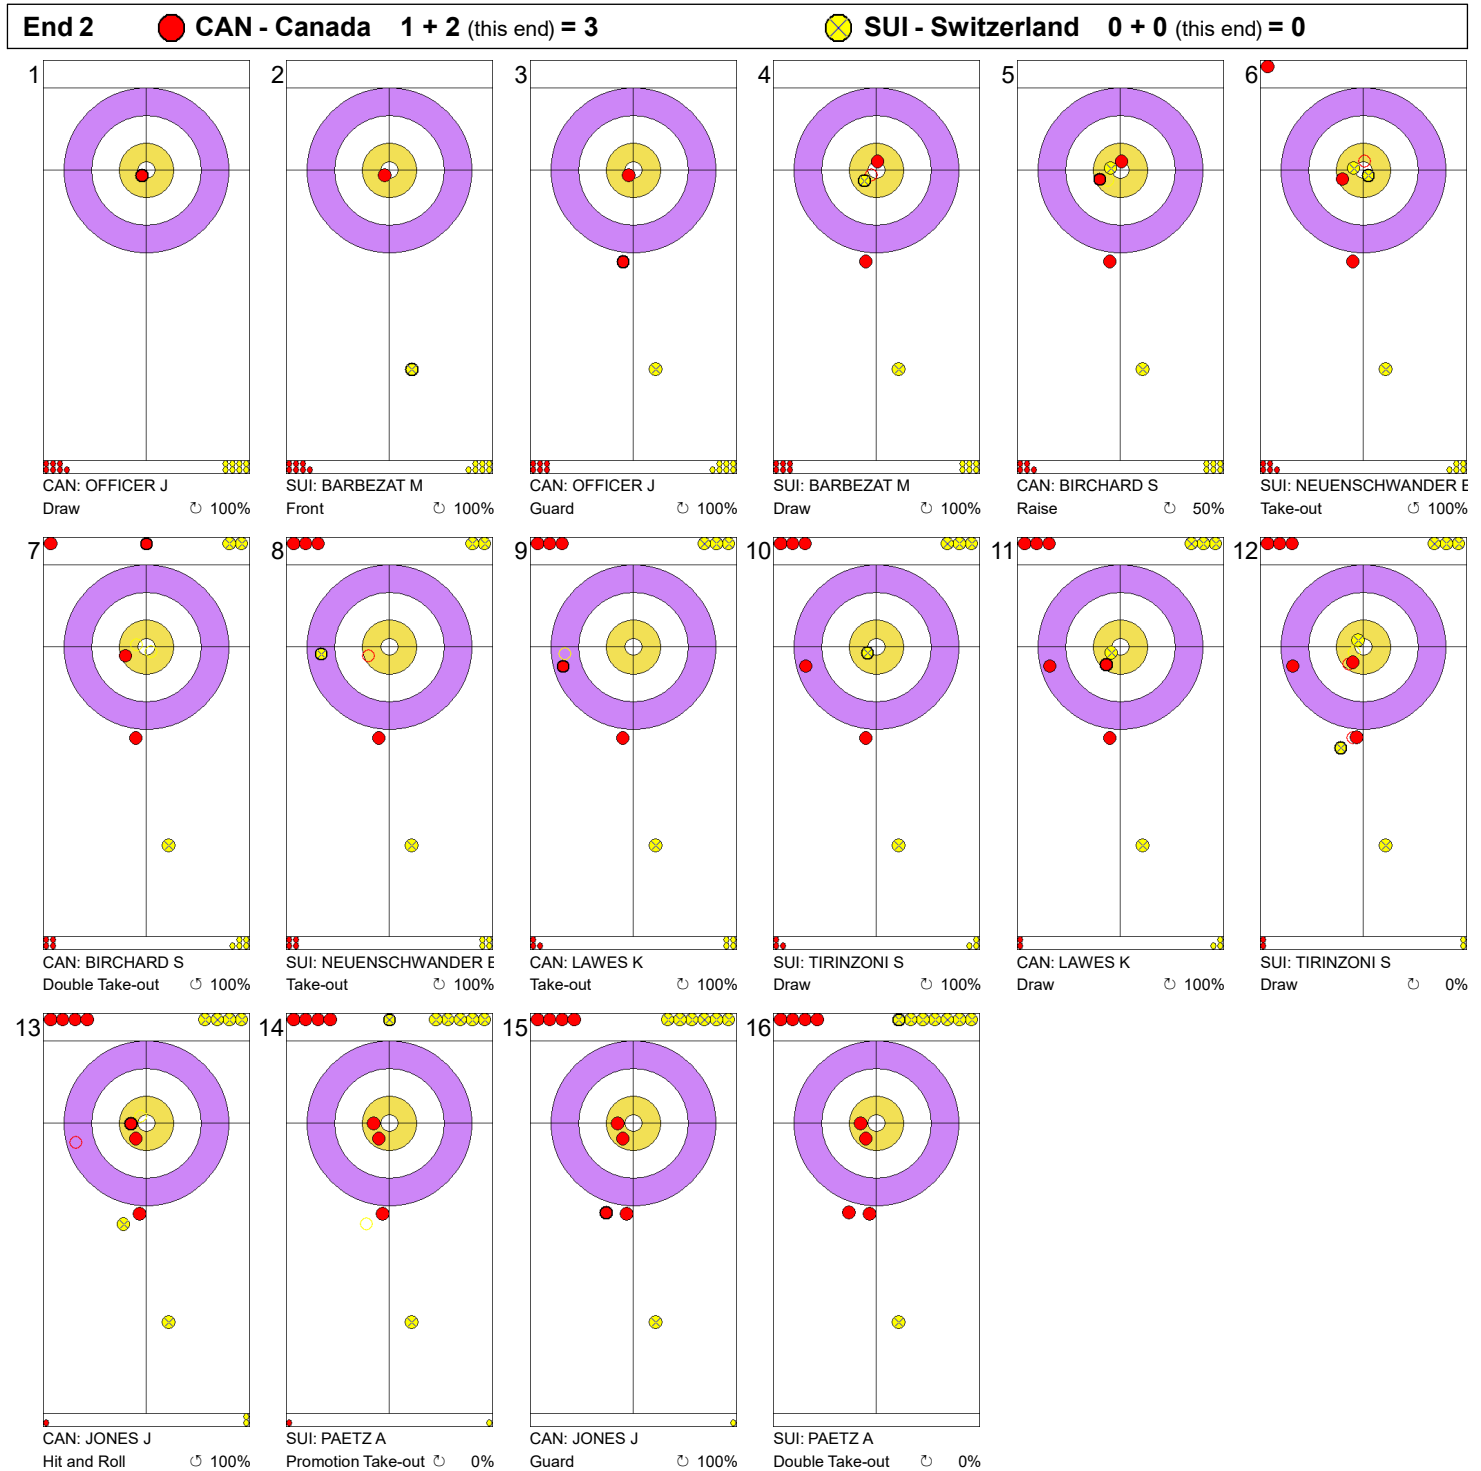 End 2 CAN - Canada 1 + 2 (this end) = 3 SUI - Switzerland 0 + 0 (this end) = 0
1 2 3 4 5 6
CAN: OFFICER J SUI: BARBEZAT M CAN: OFFICER J SUI: BARBEZAT M CAN: BIRCHARD S SUI: NEUENSCHWANDER E
Draw ↻ 100% Front ↻ 100% Guard ↻ 100% Draw ↻ 100% Raise ↻ 50% Take-out ↻ 100%
7 8 9 10 11 12
CAN: BIRCHARD S SUI: NEUENSCHWANDER E CAN: LAWES K SUI: TIRINZONI S CAN: LAWES K SUI: TIRINZONI S
Double Take-out ↻ 100% Take-out ↻ 100% Take-out ↻ 100% Draw ↻ 100% Draw ↻ 100% Draw ↻ 0%
13 14 15 16
CAN: JONES J SUI: PAETZ A CAN: JONES J SUI: PAETZ A
Hit and Roll ↺ 100% Promotion Take-out ↻ 0% Guard ↺ 100% Double Take-out ↺ 0%